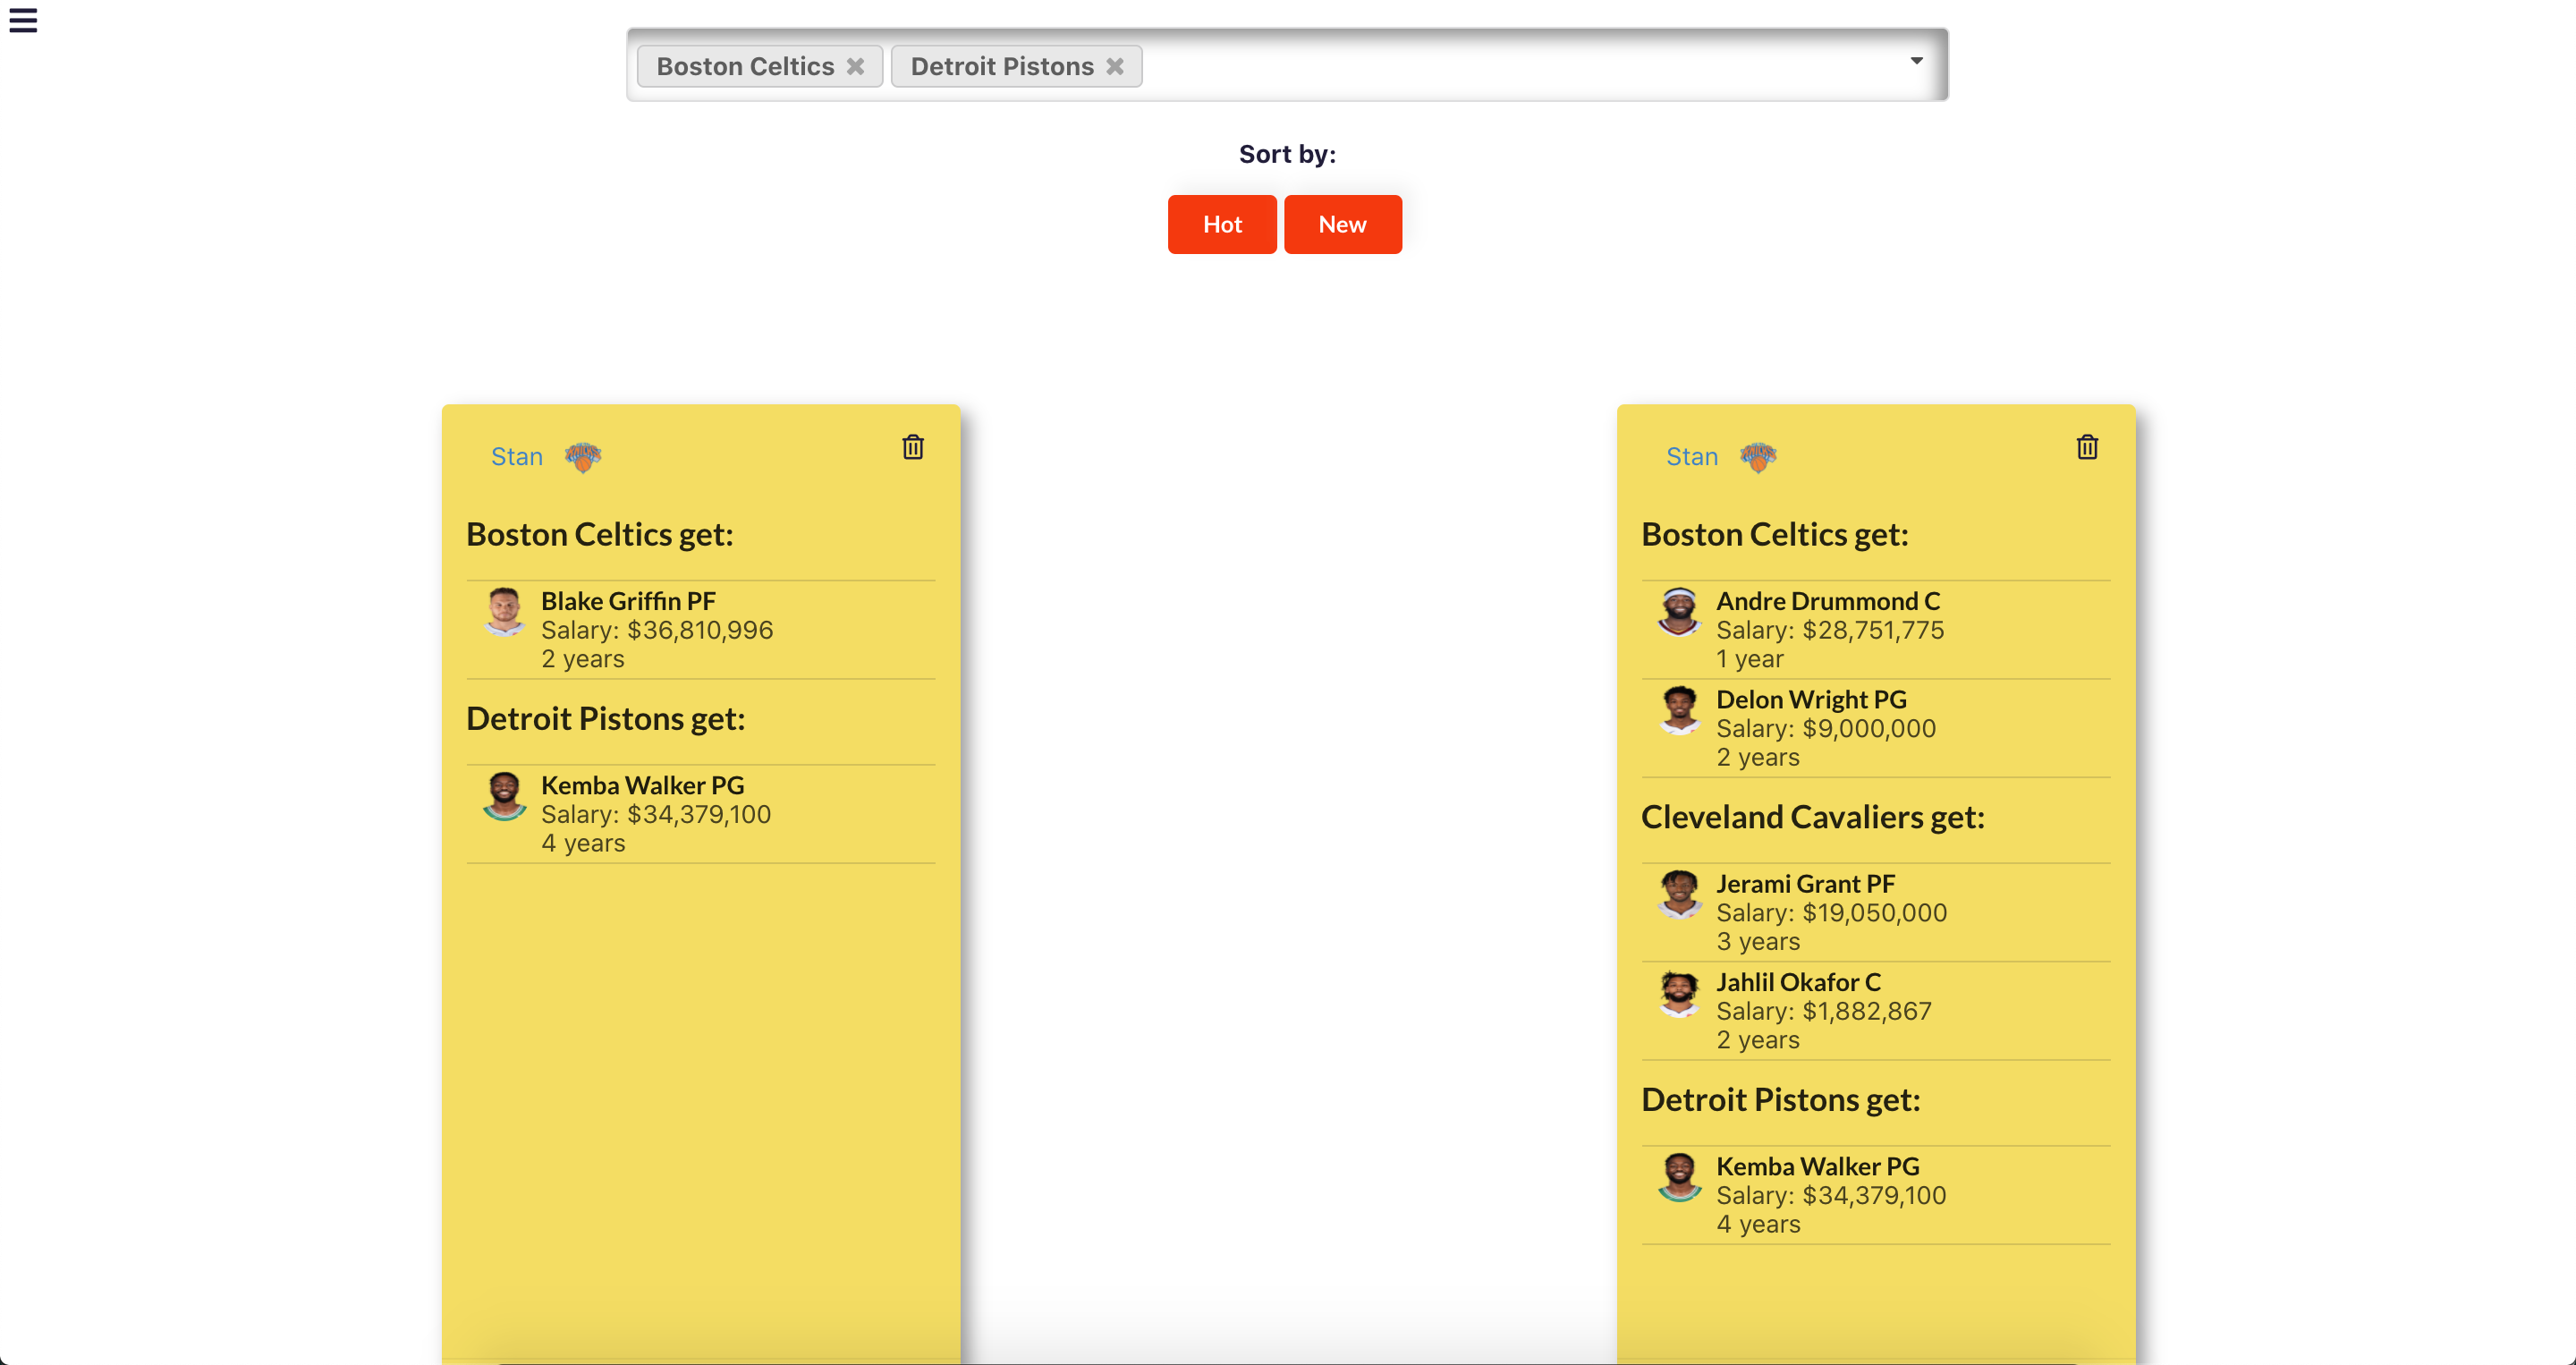 Boston Celtics
Detroit Pistons
Sort by:
Hot
New
Stan
Boston Celtics get:
Blake Griffin PF
Salary: $36,810,996
2 years
Detroit Pistons get:
Kemba Walker PG
Salary: $34,379,100
4 years
Stan
Boston Celtics get:
Andre Drummond C
Salary: $28,751,775
1 year
Delon Wright PG
Salary: $9,000,000
2 years
Cleveland Cavaliers get:
Jerami Grant PF
Salary: $19,050,000
3 years
Jahlil Okafor C
Salary: $1,882,867
2 years
Detroit Pistons get:
Kemba Walker PG
Salary: $34,379,100
4 years